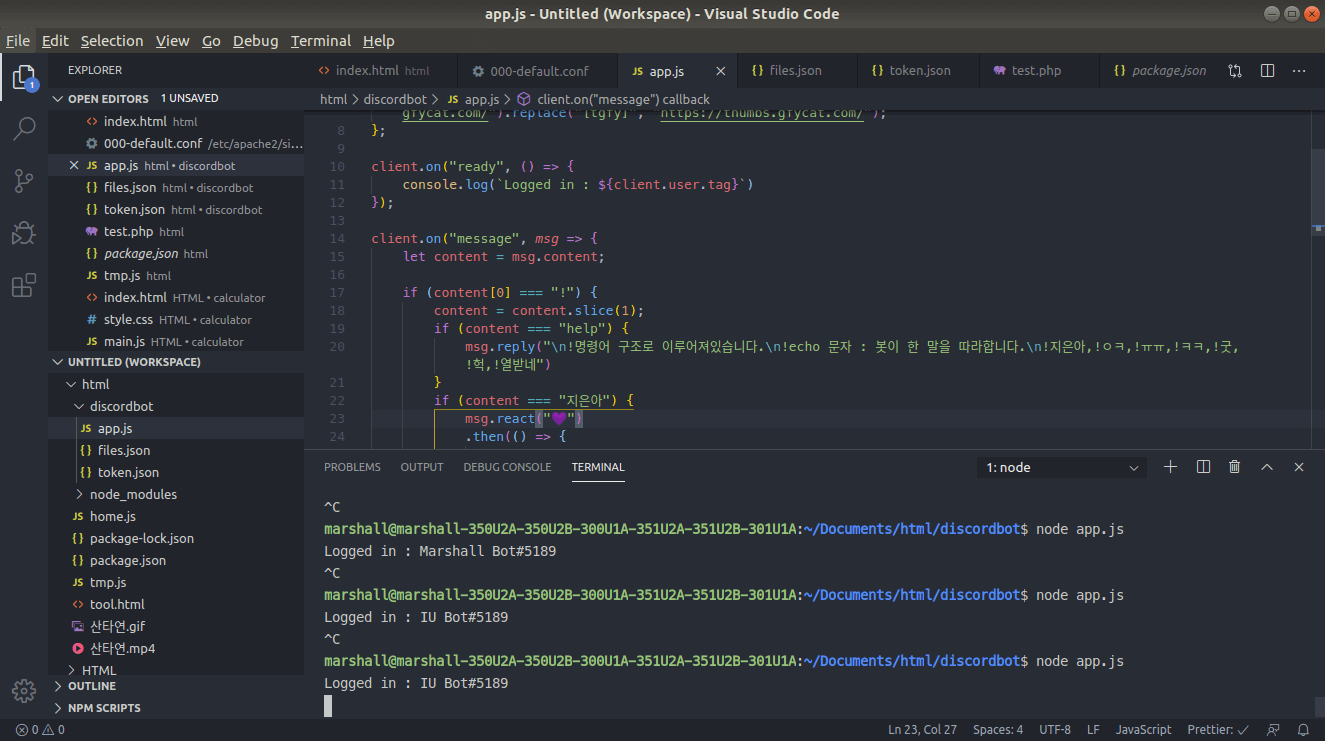 app.js - Untitled (Workspace) - Visual Studio Code
File Edit Selection View Go Debug Terminal Help
1
EXPLORER
OPEN EDITORS 1 UNSAVED
index.html html
000-default.conf /etc/apache2/si...
app.js html • discordbot
files.json html • discordbot
token.json html • discordbot
test.php html
package.json html
tmp.js html
index.html HTML • calculator
style.css HTML • calculator
main.js HTML • calculator
UNTITLED (WORKSPACE)
html
discordbot
app.js
files.json
token.json
node_modules
home.js
package-lock.json
package.json
tmp.js
tool.html
산타연.gif
산타연.mp4
HTML
OUTLINE
NPM SCRIPTS
index.html html 000-default.conf JS app.js files.json token.json test.php package.json
html > discordbot > JS app.js > client.on("message") callback
gfycat.com/").replace("[tgfy]", "https://thumbs.gfycat.com/");
8 };
9
10 client.on("ready", () => {
11 console.log(`Logged in : ${client.user.tag}`)
12 });
13
14 client.on("message", msg => {
15 let content = msg.content;
16
17 if (content[0] === "!") {
18 content = content.slice(1);
19 if (content === "help") {
20 msg.reply("\n!명령어 구조로 이루어져있습니다.\n!echo 문자 : 봇이 한 말을 따라합니다.\n!지은아,!ㅇㅋ,!ㅠㅠ,!ㅋㅋ,!굿,
!헉,!열받네")
21 }
22 if (content === "지은아") {
23 msg.react("💜")
24 .then(() => {
PROBLEMS OUTPUT DEBUG CONSOLE TERMINAL 1: node
^C
marshall@marshall-350U2A-350U2B-300U1A-351U2A-351U2B-301U1A:~/Documents/html/discordbot$ node app.js
Logged in : Marshall Bot#5189
^C
marshall@marshall-350U2A-350U2B-300U1A-351U2A-351U2B-301U1A:~/Documents/html/discordbot$ node app.js
Logged in : IU Bot#5189
^C
marshall@marshall-350U2A-350U2B-300U1A-351U2A-351U2B-301U1A:~/Documents/html/discordbot$ node app.js
Logged in : IU Bot#5189
0 0 Ln 23, Col 27 Spaces: 4 UTF-8 LF JavaScript Prettier: ✓